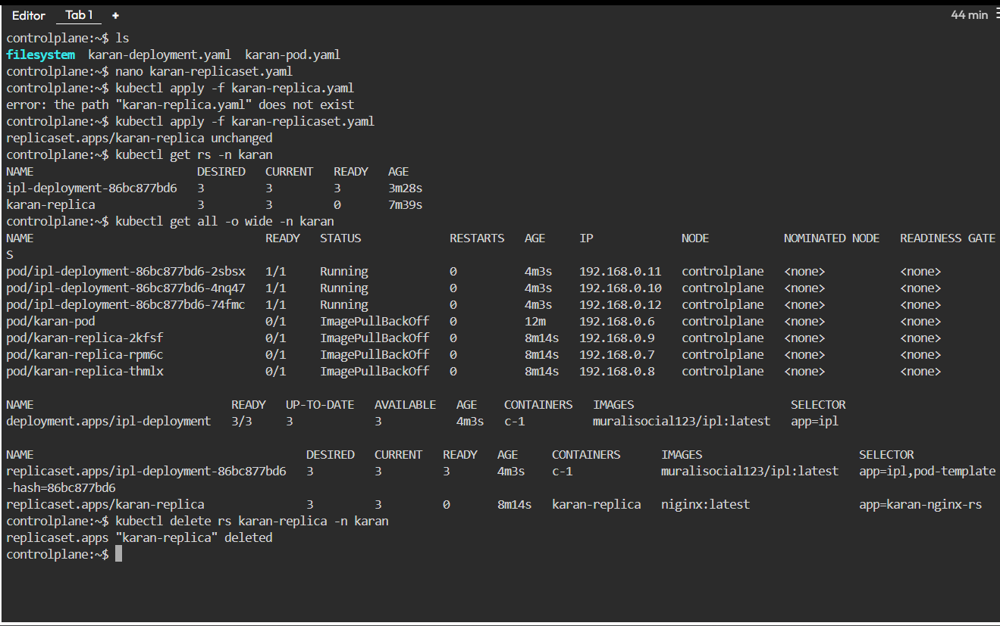 Editor Tab 1 + 44 min
controlplane:~$ ls
filesystem karan-deployment.yaml karan-pod.yaml
controlplane:~$ nano karan-replicaset.yaml
controlplane:~$ kubectl apply -f karan-replica.yaml
error: the path "karan-replica.yaml" does not exist
controlplane:~$ kubectl apply -f karan-replicaset.yaml
replicaset.apps/karan-replica unchanged
controlplane:~$ kubectl get rs -n karan
NAME DESIRED CURRENT READY AGE
ipl-deployment-86bc877bd6 3 3 3 3m28s
karan-replica 3 3 0 7m39s
controlplane:~$ kubectl get all -o wide -n karan
NAME READY STATUS RESTARTS AGE IP NODE NOMINATED NODE READINESS GATE
S
pod/ipl-deployment-86bc877bd6-2sbsx 1/1 Running 0 4m3s 192.168.0.11 controlplane <none> <none>
pod/ipl-deployment-86bc877bd6-4nq47 1/1 Running 0 4m3s 192.168.0.10 controlplane <none> <none>
pod/ipl-deployment-86bc877bd6-74fmc 1/1 Running 0 4m3s 192.168.0.12 controlplane <none> <none>
pod/karan-pod 0/1 ImagePullBackOff 0 12m 192.168.0.6 controlplane <none> <none>
pod/karan-replica-2kfsf 0/1 ImagePullBackOff 0 8m14s 192.168.0.9 controlplane <none> <none>
pod/karan-replica-rpm6c 0/1 ImagePullBackOff 0 8m14s 192.168.0.7 controlplane <none> <none>
pod/karan-replica-thmlx 0/1 ImagePullBackOff 0 8m14s 192.168.0.8 controlplane <none> <none>
NAME READY UP-TO-DATE AVAILABLE AGE CONTAINERS IMAGES SELECTOR
deployment.apps/ipl-deployment 3/3 3 3 4m3s c-1 muralisocial123/ipl:latest app=ipl
NAME DESIRED CURRENT READY AGE CONTAINERS IMAGES SELECTOR
replicaset.apps/ipl-deployment-86bc877bd6 3 3 3 4m3s c-1 muralisocial123/ipl:latest app=ipl,pod-template
-hash=86bc877bd6
replicaset.apps/karan-replica 3 3 0 8m14s karan-replica niginx:latest app=karan-nginx-rs
controlplane:~$ kubectl delete rs karan-replica -n karan
replicaset.apps "karan-replica" deleted
controlplane:~$